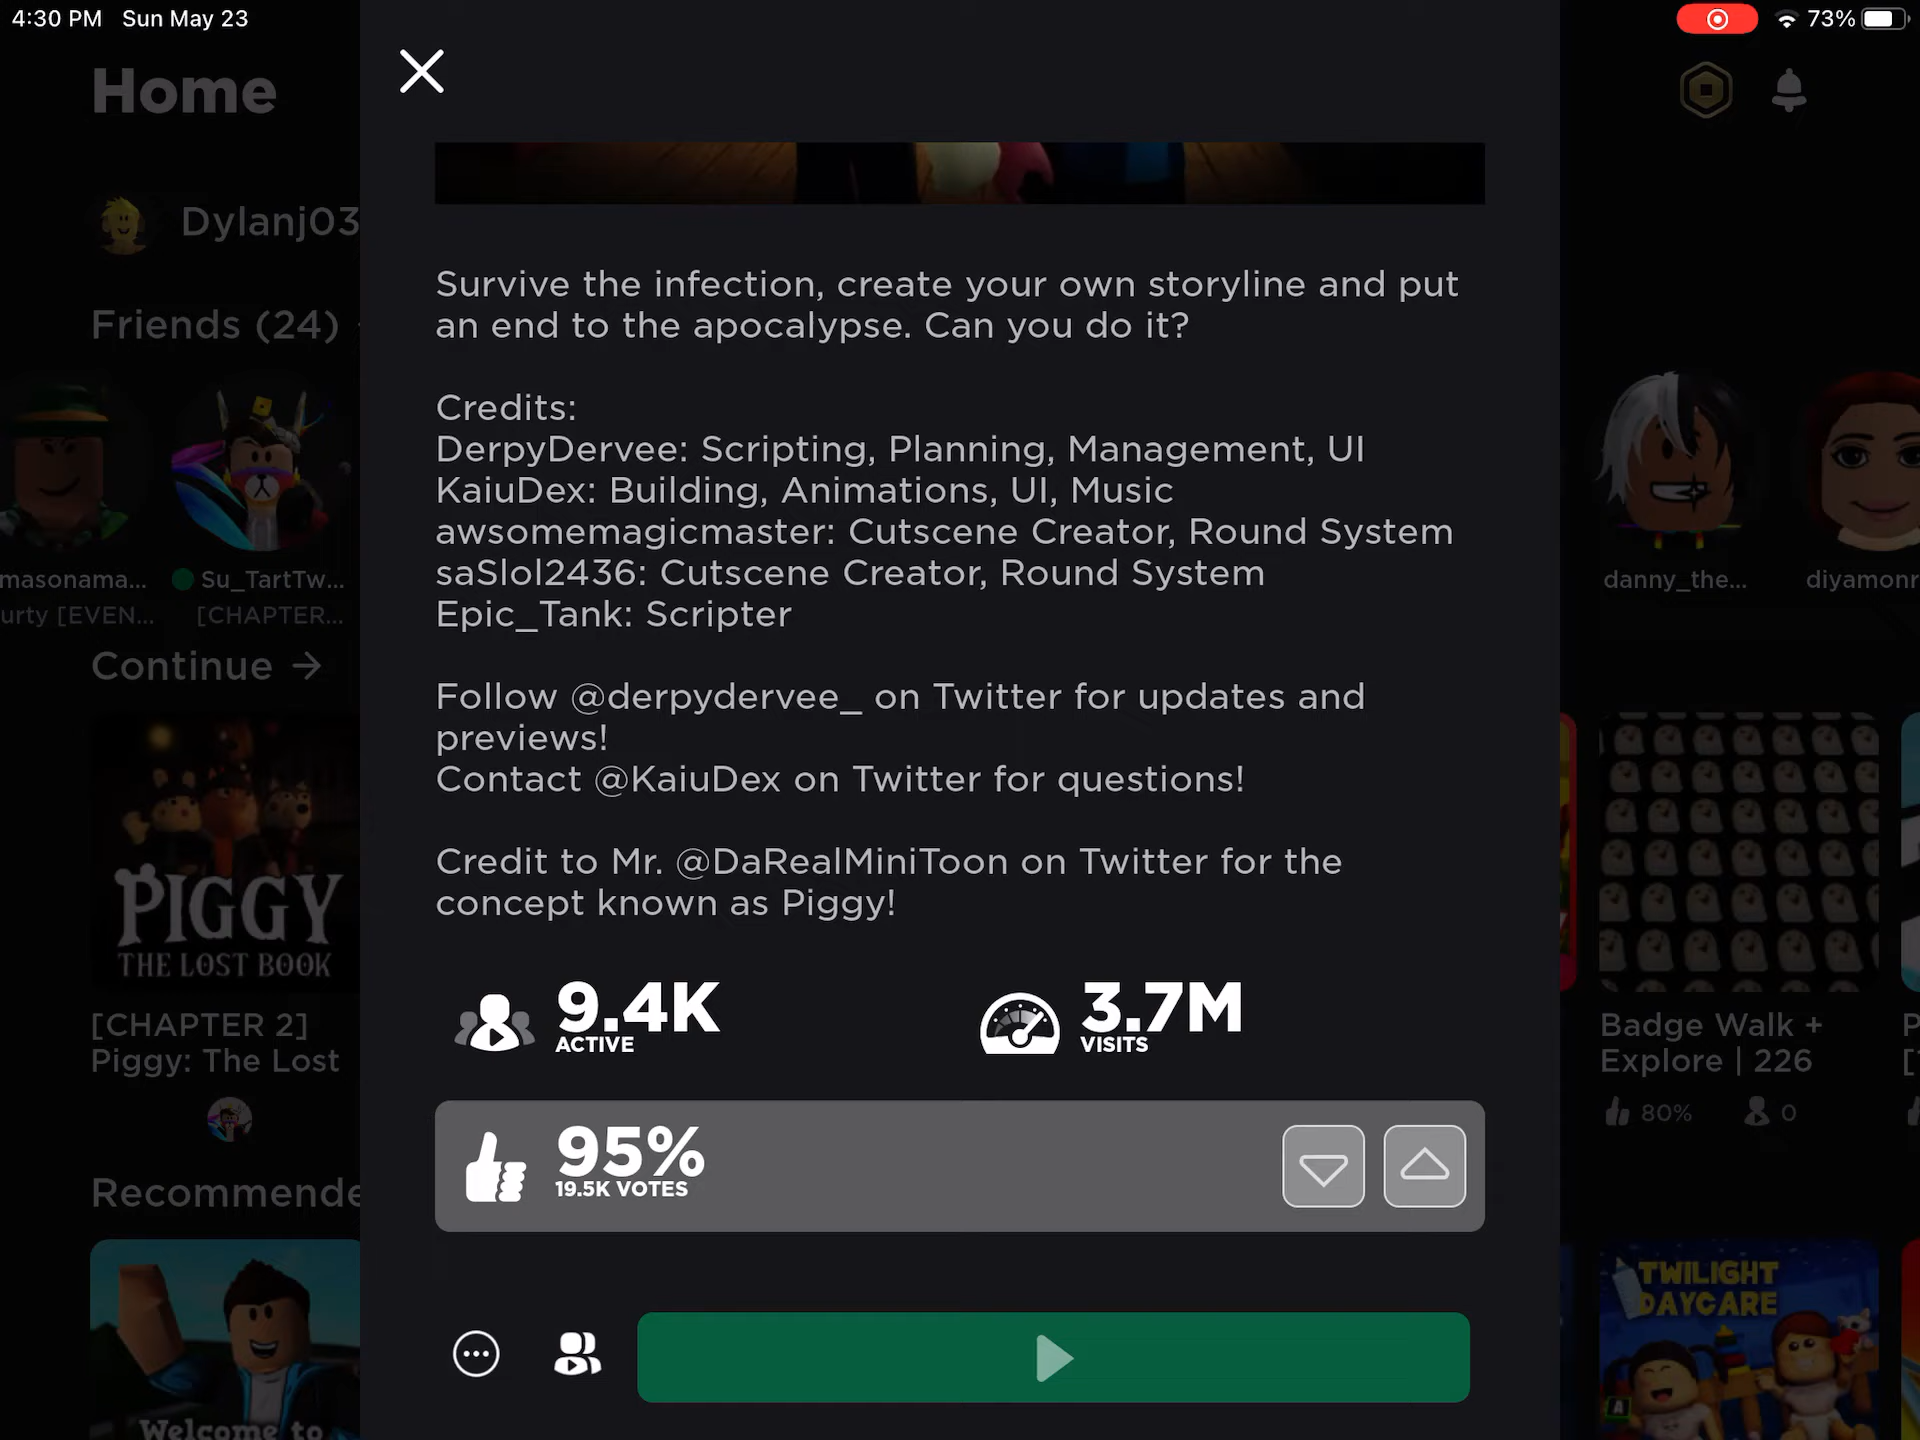 4:30 PM Sun May 23
73%
Home
Dylanj03
Friends (24)
masonama...
Su_TartTw...
urty [EVEN...
[CHAPTER...
danny_the...
diyamonr
Continue →
PIGGY
THE LOST BOOK
[CHAPTER 2]
Piggy: The Lost
Recommende
Welcome to
Survive the infection, create your own storyline and put
an end to the apocalypse. Can you do it?
Credits:
DerpyDervee: Scripting, Planning, Management, UI
KaiuDex: Building, Animations, UI, Music
awsomemagicmaster: Cutscene Creator, Round System
saSlol2436: Cutscene Creator, Round System
Epic_Tank: Scripter
Follow @derpydervee_ on Twitter for updates and
previews!
Contact @KaiuDex on Twitter for questions!
Credit to Mr. @DaRealMiniToon on Twitter for the
concept known as Piggy!
9.4K
ACTIVE
3.7M
VISITS
95%
19.5K VOTES
Badge Walk +
Explore | 226
80% 0
TWILIGHT
DAYCARE
A